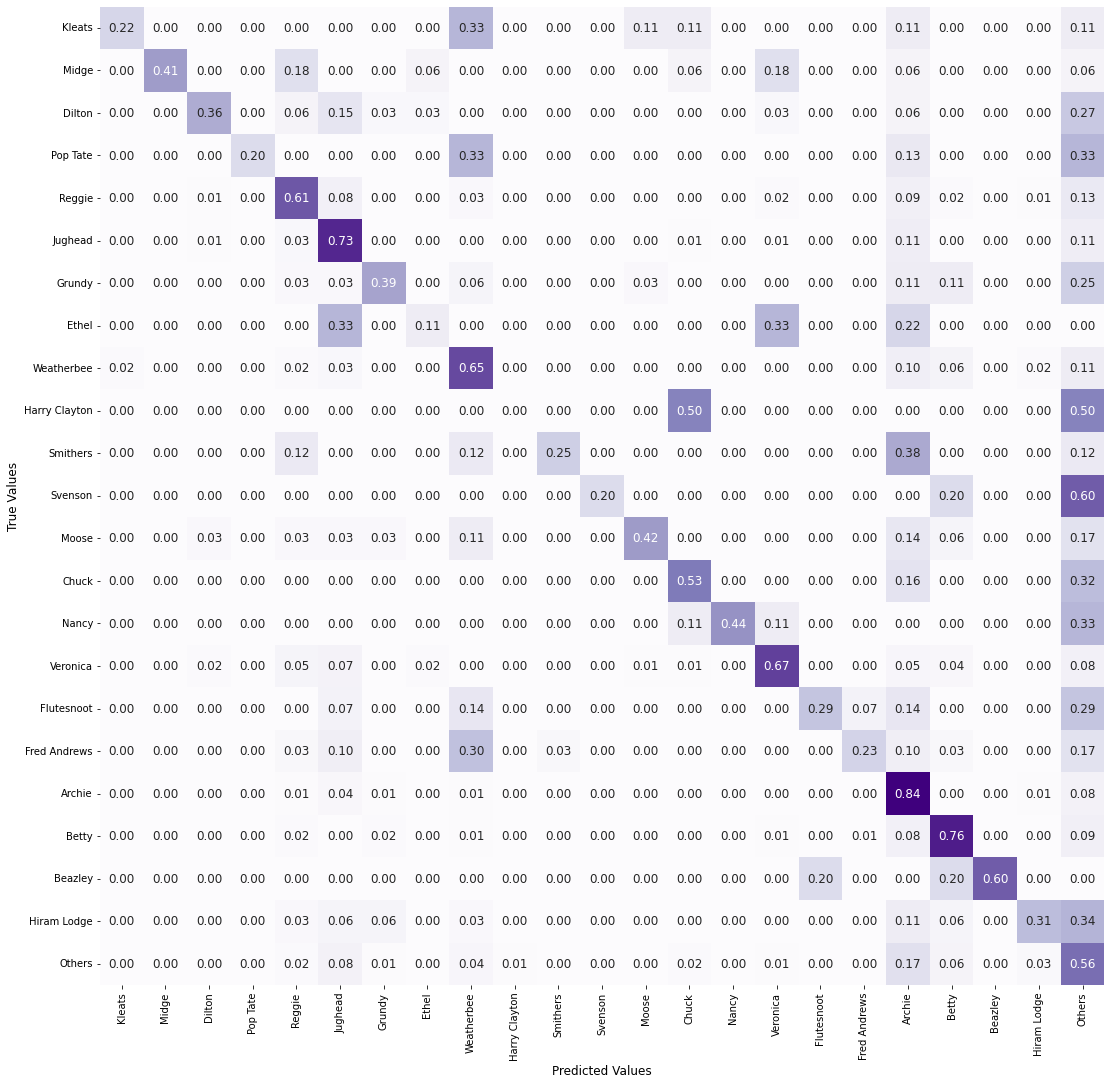 Kleats 0.22 0.00 0.00 0.00 0.00 0.00 0.00 0.00 0.33 0.00 0.00 0.00 0.11 0.11 0.00 0.00 0.00 0.00 0.11 0.00 0.00 0.00 0.11
Midge 0.00 0.41 0.00 0.00 0.18 0.00 0.00 0.06 0.00 0.00 0.00 0.00 0.00 0.06 0.00 0.18 0.00 0.00 0.06 0.00 0.00 0.00 0.06
Dilton 0.00 0.00 0.36 0.00 0.06 0.15 0.03 0.03 0.00 0.00 0.00 0.00 0.00 0.00 0.00 0.03 0.00 0.00 0.06 0.00 0.00 0.00 0.27
Pop Tate 0.00 0.00 0.00 0.20 0.00 0.00 0.00 0.00 0.33 0.00 0.00 0.00 0.00 0.00 0.00 0.00 0.00 0.00 0.13 0.00 0.00 0.00 0.33
Reggie 0.00 0.00 0.01 0.00 0.61 0.08 0.00 0.00 0.03 0.00 0.00 0.00 0.00 0.00 0.00 0.02 0.00 0.00 0.09 0.02 0.00 0.01 0.13
Jughead 0.00 0.00 0.01 0.00 0.03 0.73 0.00 0.00 0.00 0.00 0.00 0.00 0.00 0.01 0.00 0.01 0.00 0.00 0.11 0.00 0.00 0.00 0.11
Grundy 0.00 0.00 0.00 0.00 0.03 0.03 0.39 0.00 0.06 0.00 0.00 0.00 0.03 0.00 0.00 0.00 0.00 0.00 0.11 0.11 0.00 0.00 0.25
Ethel 0.00 0.00 0.00 0.00 0.00 0.33 0.00 0.11 0.00 0.00 0.00 0.00 0.00 0.00 0.00 0.33 0.00 0.00 0.22 0.00 0.00 0.00 0.00
Weatherbee 0.02 0.00 0.00 0.00 0.02 0.03 0.00 0.00 0.65 0.00 0.00 0.00 0.00 0.00 0.00 0.00 0.00 0.00 0.10 0.06 0.00 0.02 0.11
Harry Clayton 0.00 0.00 0.00 0.00 0.00 0.00 0.00 0.00 0.00 0.00 0.00 0.00 0.00 0.50 0.00 0.00 0.00 0.00 0.00 0.00 0.00 0.00 0.50
Smithers 0.00 0.00 0.00 0.00 0.12 0.00 0.00 0.00 0.12 0.00 0.25 0.00 0.00 0.00 0.00 0.00 0.00 0.00 0.38 0.00 0.00 0.00 0.12
Svenson 0.00 0.00 0.00 0.00 0.00 0.00 0.00 0.00 0.00 0.00 0.00 0.20 0.00 0.00 0.00 0.00 0.00 0.00 0.00 0.20 0.00 0.00 0.60
Moose 0.00 0.00 0.03 0.00 0.03 0.03 0.03 0.00 0.11 0.00 0.00 0.00 0.42 0.00 0.00 0.00 0.00 0.00 0.14 0.06 0.00 0.00 0.17
Chuck 0.00 0.00 0.00 0.00 0.00 0.00 0.00 0.00 0.00 0.00 0.00 0.00 0.00 0.53 0.00 0.00 0.00 0.00 0.16 0.00 0.00 0.00 0.32
Nancy 0.00 0.00 0.00 0.00 0.00 0.00 0.00 0.00 0.00 0.00 0.00 0.00 0.00 0.11 0.44 0.11 0.00 0.00 0.00 0.00 0.00 0.00 0.33
Veronica 0.00 0.00 0.02 0.00 0.05 0.07 0.00 0.02 0.00 0.00 0.00 0.00 0.01 0.01 0.00 0.67 0.00 0.00 0.05 0.04 0.00 0.00 0.08
Flutesnoot 0.00 0.00 0.00 0.00 0.00 0.07 0.00 0.00 0.14 0.00 0.00 0.00 0.00 0.00 0.00 0.00 0.29 0.07 0.14 0.00 0.00 0.00 0.29
Fred Andrews 0.00 0.00 0.00 0.00 0.03 0.10 0.00 0.00 0.30 0.00 0.03 0.00 0.00 0.00 0.00 0.00 0.00 0.23 0.10 0.03 0.00 0.00 0.17
Archie 0.00 0.00 0.00 0.00 0.01 0.04 0.01 0.00 0.01 0.00 0.00 0.00 0.00 0.00 0.00 0.00 0.00 0.00 0.84 0.00 0.00 0.01 0.08
Betty 0.00 0.00 0.00 0.00 0.02 0.00 0.02 0.00 0.01 0.00 0.00 0.00 0.00 0.00 0.00 0.01 0.00 0.01 0.08 0.76 0.00 0.00 0.09
Beazley 0.00 0.00 0.00 0.00 0.00 0.00 0.00 0.00 0.00 0.00 0.00 0.00 0.00 0.00 0.00 0.00 0.20 0.00 0.00 0.20 0.60 0.00 0.00
Hiram Lodge 0.00 0.00 0.00 0.00 0.03 0.06 0.06 0.00 0.03 0.00 0.00 0.00 0.00 0.00 0.00 0.00 0.00 0.00 0.11 0.06 0.00 0.31 0.34
Others 0.00 0.00 0.00 0.00 0.02 0.08 0.01 0.00 0.04 0.01 0.00 0.00 0.00 0.02 0.00 0.01 0.00 0.00 0.17 0.06 0.00 0.03 0.56
True Values
Kleats Midge Dilton Pop Tate Reggie Jughead Grundy Ethel Weatherbee Harry Clayton Smithers Svenson Moose Chuck Nancy Veronica Flutesnoot Fred Andrews Archie Betty Beazley Hiram Lodge Others
Predicted Values